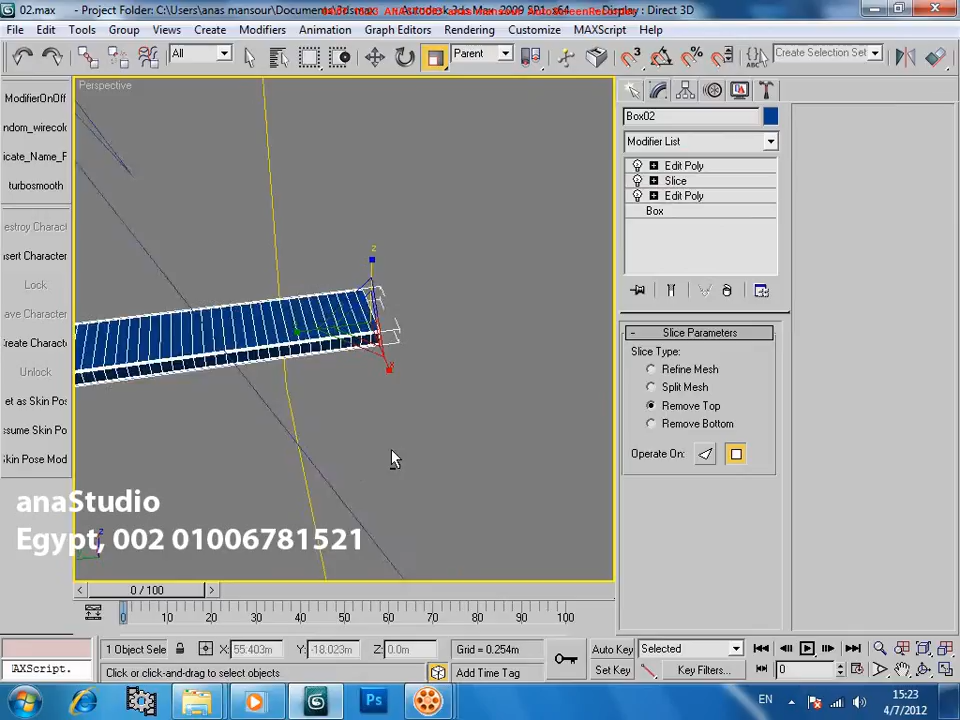 02.max - Project Folder: C:\Users\anas mansour\Documents\3dsmax - Autodesk 3ds Max 2009 SP1 x64 - Display : Direct 3D
File Edit Tools Group Views Create Modifiers Animation Graph Editors Rendering Customize MAXScript Help
All Parent Create Selection Set
Perspective
ModifierOnOff
ndom_wirecolo
icate_Name_F
turbosmooth
estroy Charact
nsert Character
Lock
ave Character
Create Charact
Unlock
et as Skin Pos
ssume Skin Po
kin Pose Mod
z
x
Box02
Modifier List
Edit Poly
Slice
Edit Poly
Box
Slice Parameters
Slice Type:
Refine Mesh
Split Mesh
Remove Top
Remove Bottom
Operate On:
anaStudio
Egypt, 002 01006781521
z
0 / 100
0 10 20 30 40 50 60 70 80 90 100
1 Object Selected X: 55.403m Y: -18.023m Z: 0.0m Grid = 0.254m Auto Key Selected
AXScript. Click or click-and-drag to select objects Add Time Tag Set Key Key Filters... 0
EN 15:23
4/7/2012